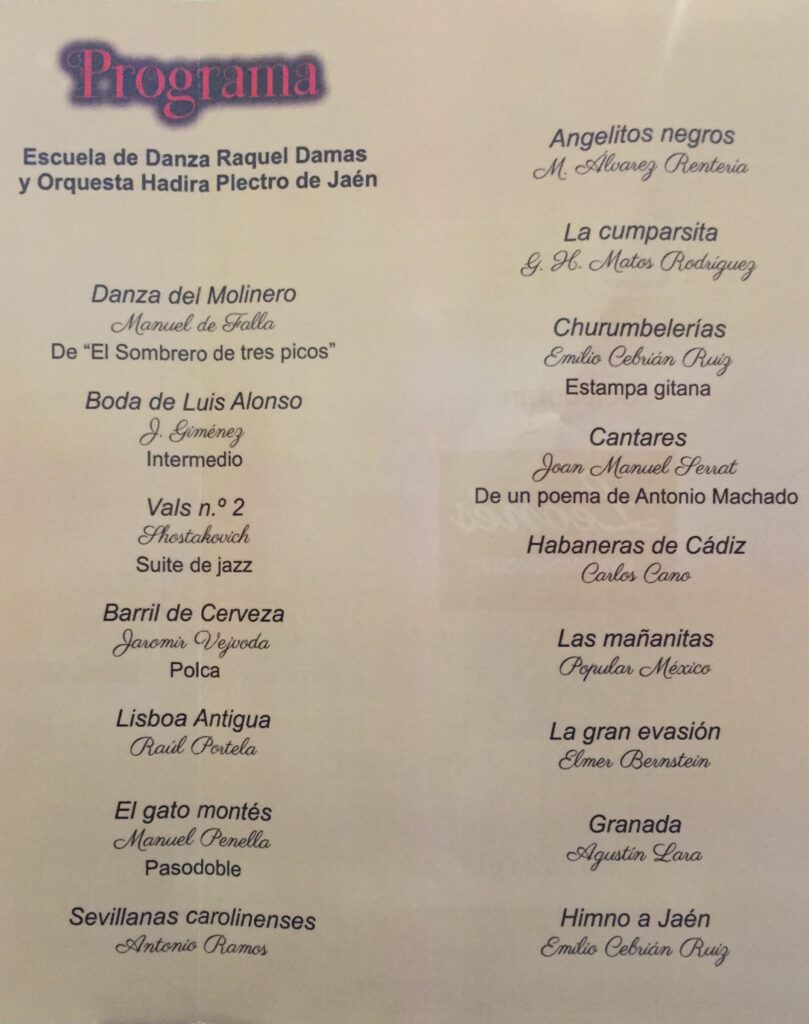 Programa
Escuela de Danza Raquel Damas
y Orquesta Hadira Plectro de Jaén
Danza del Molinero
Manuel de Falla
De “El Sombrero de tres picos”
Boda de Luis Alonso
J. Giménez
Intermedio
Vals n.º 2
Shostakovich
Suite de jazz
Barril de Cerveza
Jaromir Vejvoda
Polca
Lisboa Antigua
Raúl Portela
El gato montés
Manuel Penella
Pasodoble
Sevillanas carolinenses
Antonio Ramos
Angelitos negros
M. Álvarez Rentería
La cumparsita
G. H. Matos Rodríguez
Churumbelerías
Emilio Cebrián Ruiz
Estampa gitana
Cantares
Joan Manuel Serrat
De un poema de Antonio Machado
Habaneras de Cádiz
Carlos Cano
Las mañanitas
Popular México
La gran evasión
Elmer Bernstein
Granada
Agustín Lara
Himno a Jaén
Emilio Cebrián Ruiz